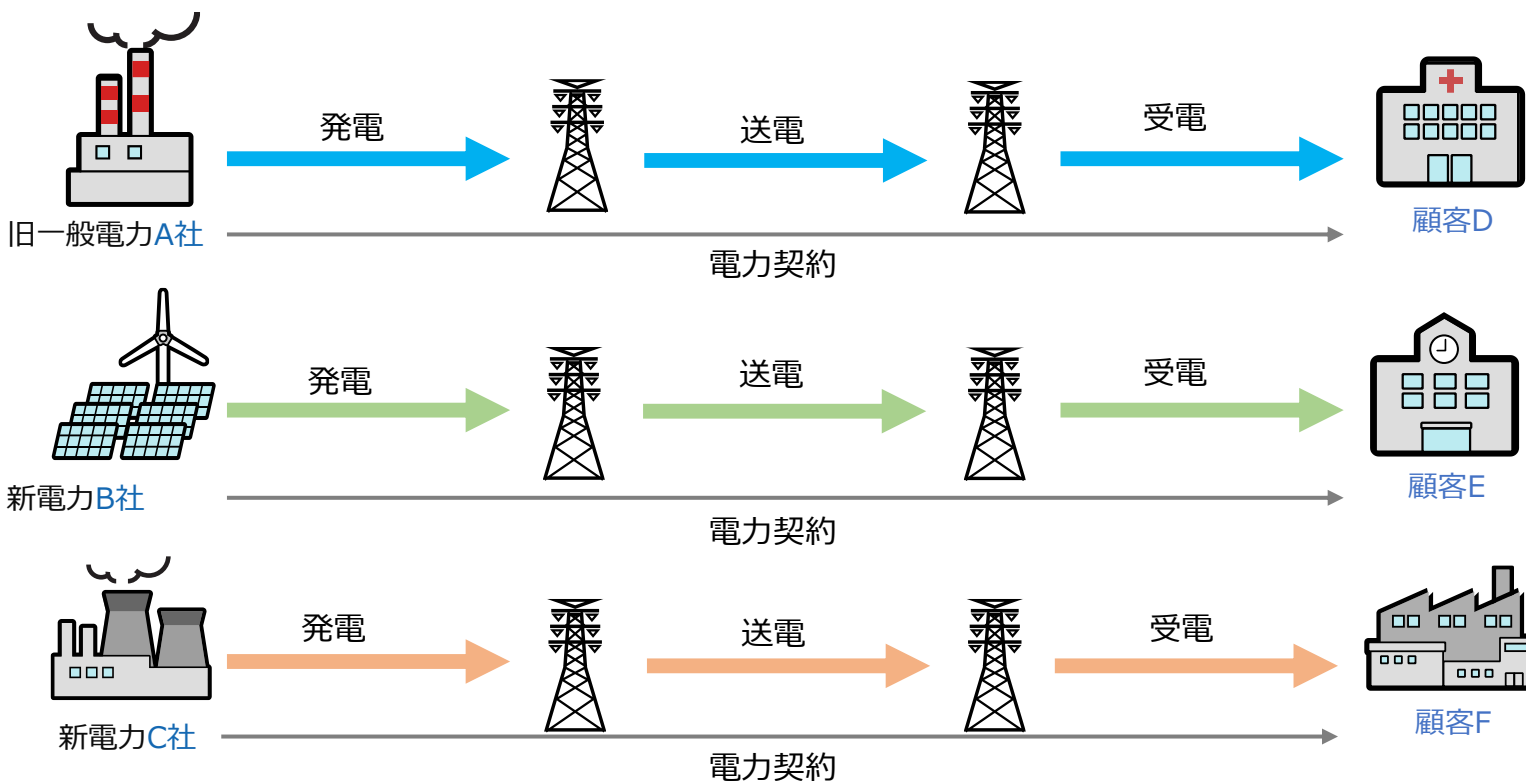 発電
送電
受電
旧一般電力A社
顧客D
電力契約
発電
送電
受電
新電力B社
顧客E
電力契約
発電
送電
受電
新電力C社
顧客F
電力契約